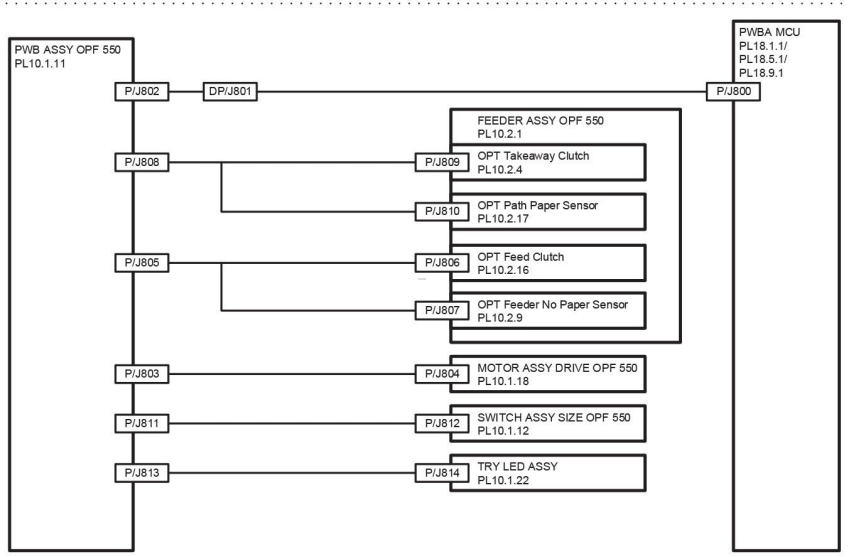 PWB ASSY OPF 550
PL10.1.11
PWBA MCU
PL18.1.1/
PL18.5.1/
PL18.9.1
P/J802
DP/J801
P/J800
FEEDER ASSY OPF 550
PL10.2.1
P/J808
P/J809
OPT Takeaway Clutch
PL10.2.4
P/J810
OPT Path Paper Sensor
PL10.2.17
P/J805
P/J806
OPT Feed Clutch
PL10.2.16
P/J807
OPT Feeder No Paper Sensor
PL10.2.9
P/J803
P/J804
MOTOR ASSY DRIVE OPF 550
PL10.1.18
P/J811
P/J812
SWITCH ASSY SIZE OPF 550
PL10.1.12
P/J813
P/J814
TRY LED ASSY
PL10.1.22